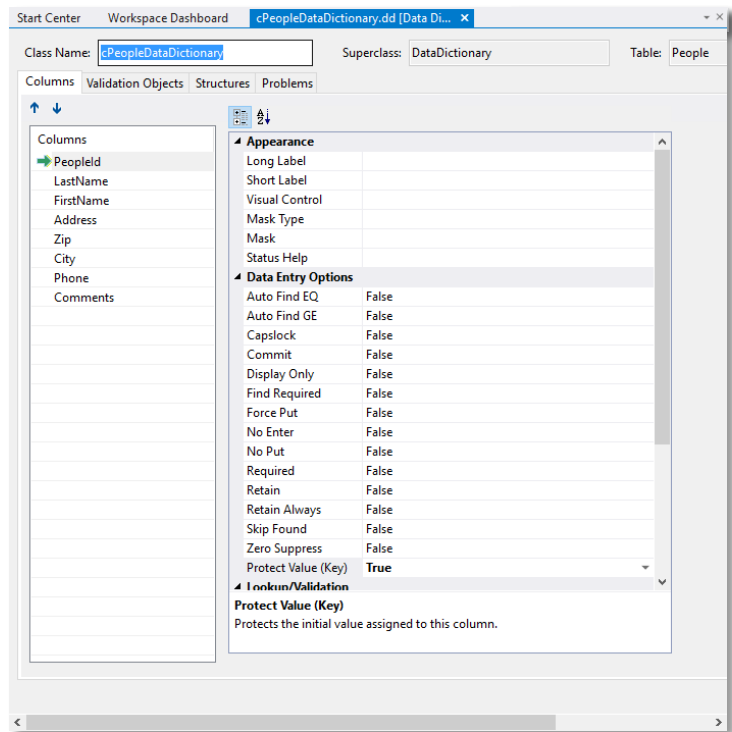 Start Center Workspace Dashboard cPeopleDataDictionary.dd [Data Di...
Class Name: cPeopleDataDictionary Superclass: DataDictionary Table: People
Columns Validation Objects Structures Problems
Columns
PeopleId
LastName
FirstName
Address
Zip
City
Phone
Comments
Appearance
Long Label
Short Label
Visual Control
Mask Type
Mask
Status Help
Data Entry Options
Auto Find EQ False
Auto Find GE False
Capslock False
Commit False
Display Only False
Find Required False
Force Put False
No Enter False
No Put False
Required False
Retain False
Retain Always False
Skip Found False
Zero Suppress False
Protect Value (Key) True
Lookup/Validation
Protect Value (Key)
Protects the initial value assigned to this column.